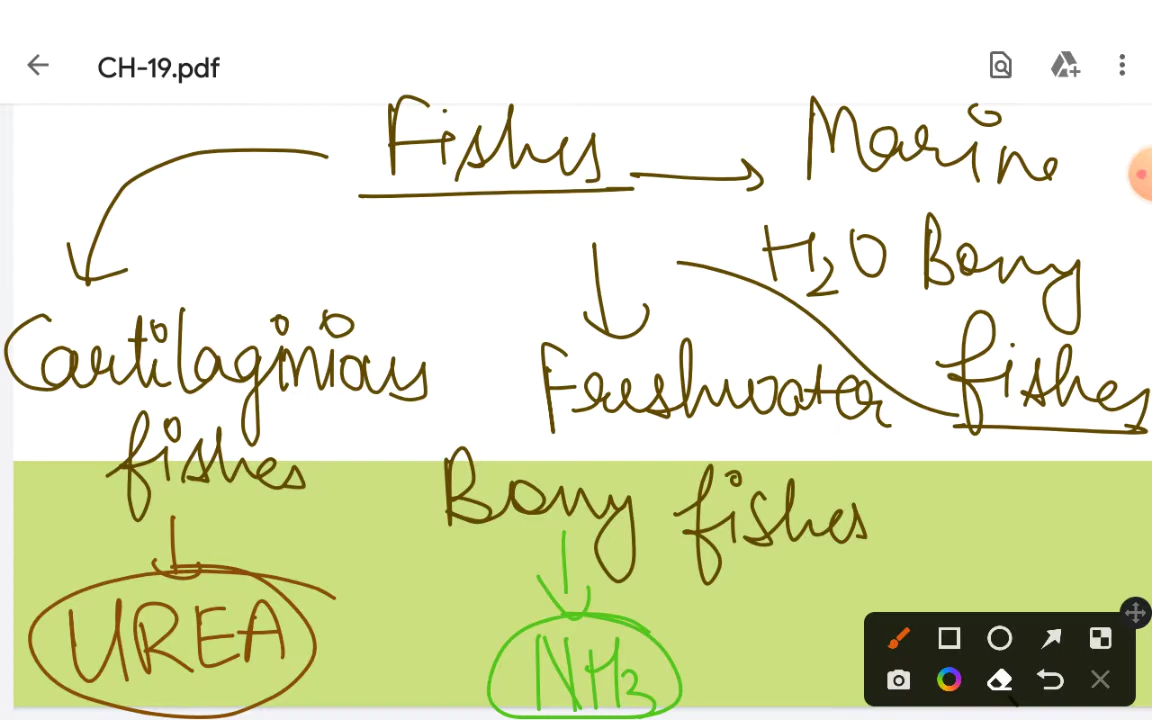 CH-19.pdf
Fishes
Marine
H2O Bony
fishes
Cartilaginious
fishes
Freshwater
Bony fishes
UREA
NH3